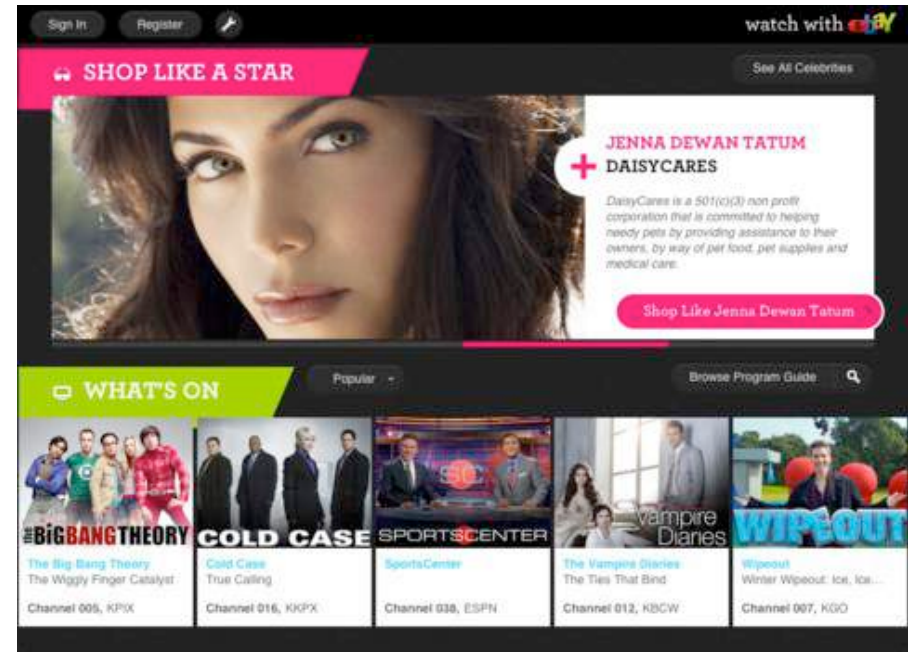 Sign In
Register
watch with ebay
SHOP LIKE A STAR
See All Celebrities
JENNA DEWAN TATUM
DAISYCARES
DaisyCares is a 501(c)(3) non profit
corporation that is committed to helping
needy pets by providing assistance to their
owners, by way of pet food, pet supplies and
medical care.
Shop Like Jenna Dewan Tatum
WHAT'S ON
Popular
Browse Program Guide
the BiGBANGTHEORY
COLD CASE
SC
SPORTSCENTER
the vampire
Diaries
WIPEOUT
The Big Bang Theory
The Wiggly Finger Catalyst
Channel 005, KPIX
Cold Case
True Calling
Channel 016, KKPX
SportsCenter
Channel 038, ESPN
The Vampire Diaries
The Ties That Bind
Channel 012, KBCW
Wipeout
Winter Wipeout: Ice, Ice...
Channel 007, KGO